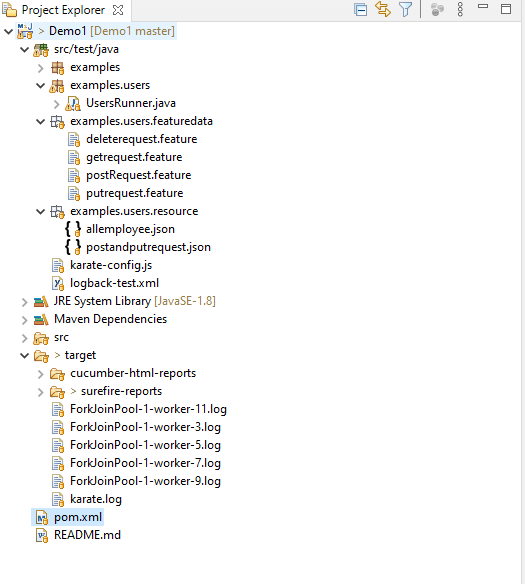 Project Explorer
> Demo1 [Demo1 master]
src/test/java
examples
examples.users
UsersRunner.java
examples.users.featuredata
deleterequest.feature
getrequest.feature
postRequest.feature
putrequest.feature
examples.users.resource
allemployee.json
postandputrequest.json
karate-config.js
logback-test.xml
JRE System Library [JavaSE-1.8]
Maven Dependencies
src
> target
cucumber-html-reports
> surefire-reports
ForkJoinPool-1-worker-11.log
ForkJoinPool-1-worker-3.log
ForkJoinPool-1-worker-5.log
ForkJoinPool-1-worker-7.log
ForkJoinPool-1-worker-9.log
karate.log
pom.xml
README.md